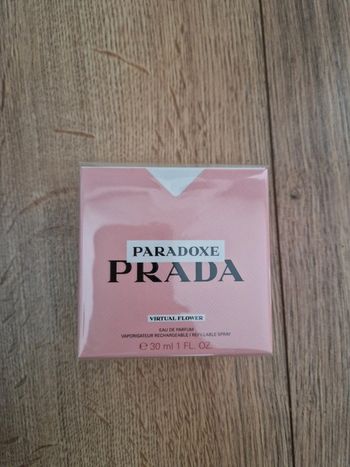 PARADOXE
PRADA
VIRTUAL FLOWER
EAU DE PARFUM
VAPORISATEUR RECHARGEABLE / REFILLABLE SPRAY
℮ 30 ml 1 FL. OZ.